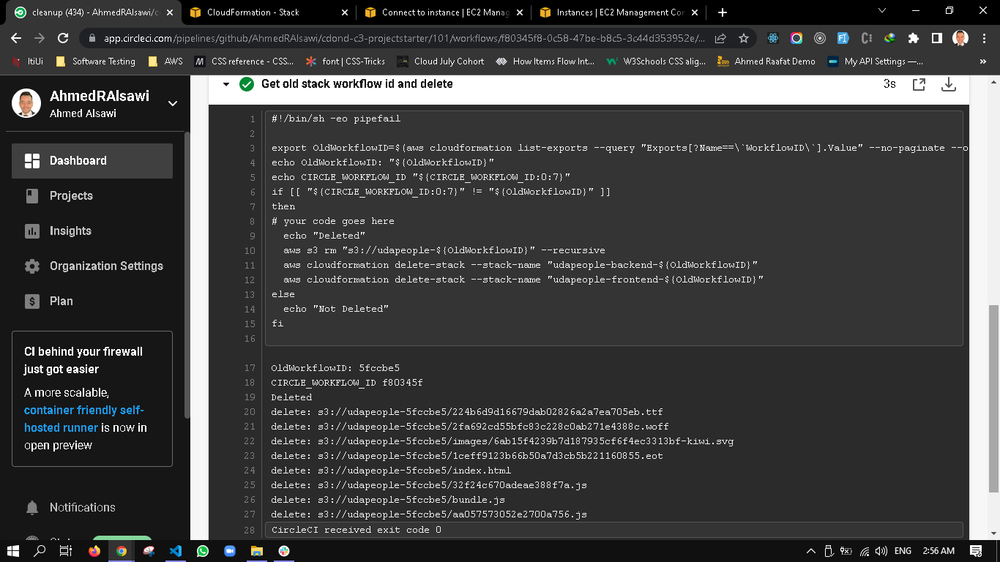 cleanup (434) - AhmedRAlsawi/c
CloudFormation - Stack
Connect to instance | EC2 Manag
Instances | EC2 Management Con
app.circleci.com/pipelines/github/AhmedRAlsawi/cdond-c3-projectstarter/101/workflows/f80345f8-0c58-47be-b8c5-3c44d353952e/...
ItiUi
Software Testing
AWS
CSS reference - CSS...
font | CSS-Tricks
Cloud July Cohort
How Items Flow Int...
W3Schools CSS alig...
Ahmed Raafat Demo
My API Settings —...
»
AhmedRAlsawi
Ahmed Alsawi
Dashboard
Projects
Insights
Organization Settings
Plan
CI behind your firewall
just got easier
A more scalable,
container friendly self-
hosted runner is now in
open preview
Notifications
Get old stack workflow id and delete
3s
1 #!/bin/sh -eo pipefail
2
3 export OldWorkflowID=$(aws cloudformation list-exports --query "Exports[?Name==\`WorkflowID\`].Value" --no-paginate --o
4 echo OldWorkflowID: "${OldWorkflowID}"
5 echo CIRCLE_WORKFLOW_ID "${CIRCLE_WORKFLOW_ID:0:7}"
6 if [[ "${CIRCLE_WORKFLOW_ID:0:7}" != "${OldWorkflowID}" ]]
7 then
8 # your code goes here
9 echo "Deleted"
10 aws s3 rm "s3://udapeople-${OldWorkflowID}" --recursive
11 aws cloudformation delete-stack --stack-name "udapeople-backend-${OldWorkflowID}"
12 aws cloudformation delete-stack --stack-name "udapeople-frontend-${OldWorkflowID}"
13 else
14 echo "Not Deleted"
15 fi
16
17 OldWorkflowID: 5fccbe5
18 CIRCLE_WORKFLOW_ID f80345f
19 Deleted
20 delete: s3://udapeople-5fccbe5/224b6d9d16679dab02826a2a7ea705eb.ttf
21 delete: s3://udapeople-5fccbe5/2fa692cd55bfc83c228c0ab271e4388c.woff
22 delete: s3://udapeople-5fccbe5/images/6ab15f4239b7d187935cf6f4ec3313bf-kiwi.svg
23 delete: s3://udapeople-5fccbe5/1ceff9123b66b50a7d3cb5b221160855.eot
24 delete: s3://udapeople-5fccbe5/index.html
25 delete: s3://udapeople-5fccbe5/32f24c670adeae388f7a.js
26 delete: s3://udapeople-5fccbe5/bundle.js
27 delete: s3://udapeople-5fccbe5/aa057573052e2700a756.js
28 CircleCI received exit code 0
ENG
2:56 AM